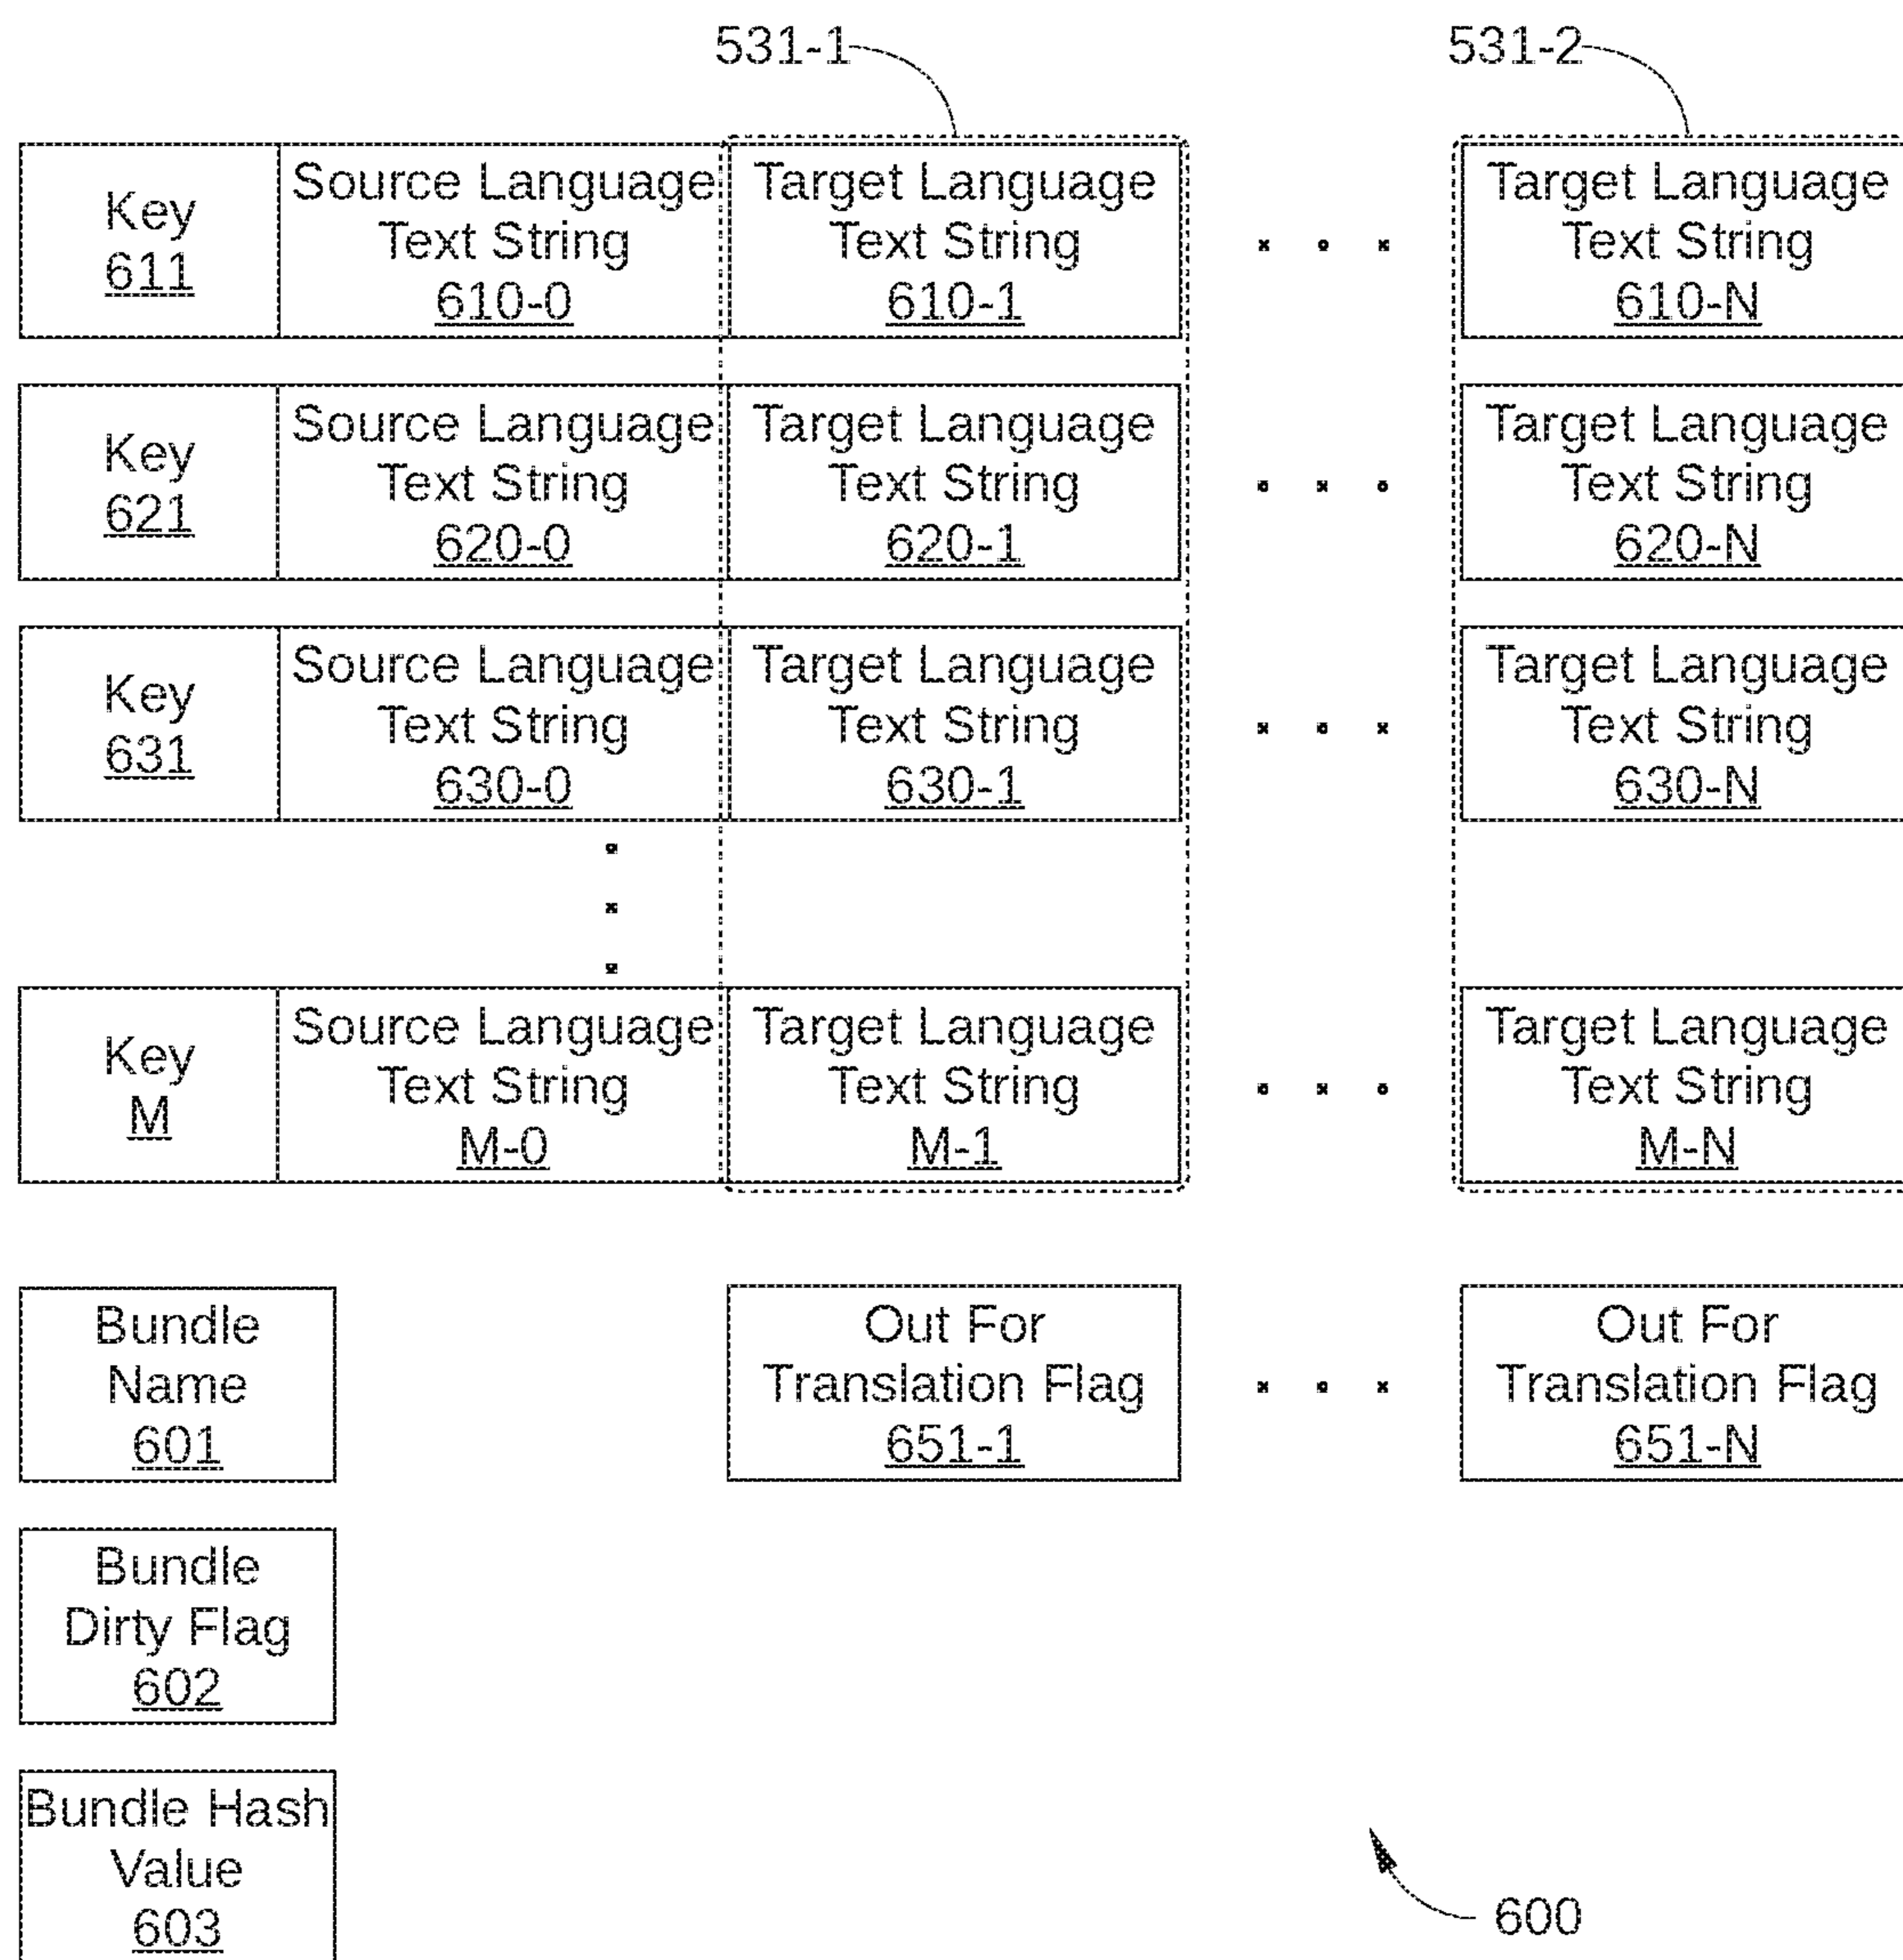 531-1
531-2
Key
611
Source Language
Text String
610-0
Target Language
Text String
610-1
Target Language
Text String
610-N
Key
621
Source Language
Text String
620-0
Target Language
Text String
620-1
Target Language
Text String
620-N
Key
631
Source Language
Text String
630-0
Target Language
Text String
630-1
Target Language
Text String
630-N
Key
M
Source Language
Text String
M-0
Target Language
Text String
M-1
Target Language
Text String
M-N
Bundle
Name
601
Out For
Translation Flag
651-1
Out For
Translation Flag
651-N
Bundle
Dirty Flag
602
Bundle Hash
Value
603
600